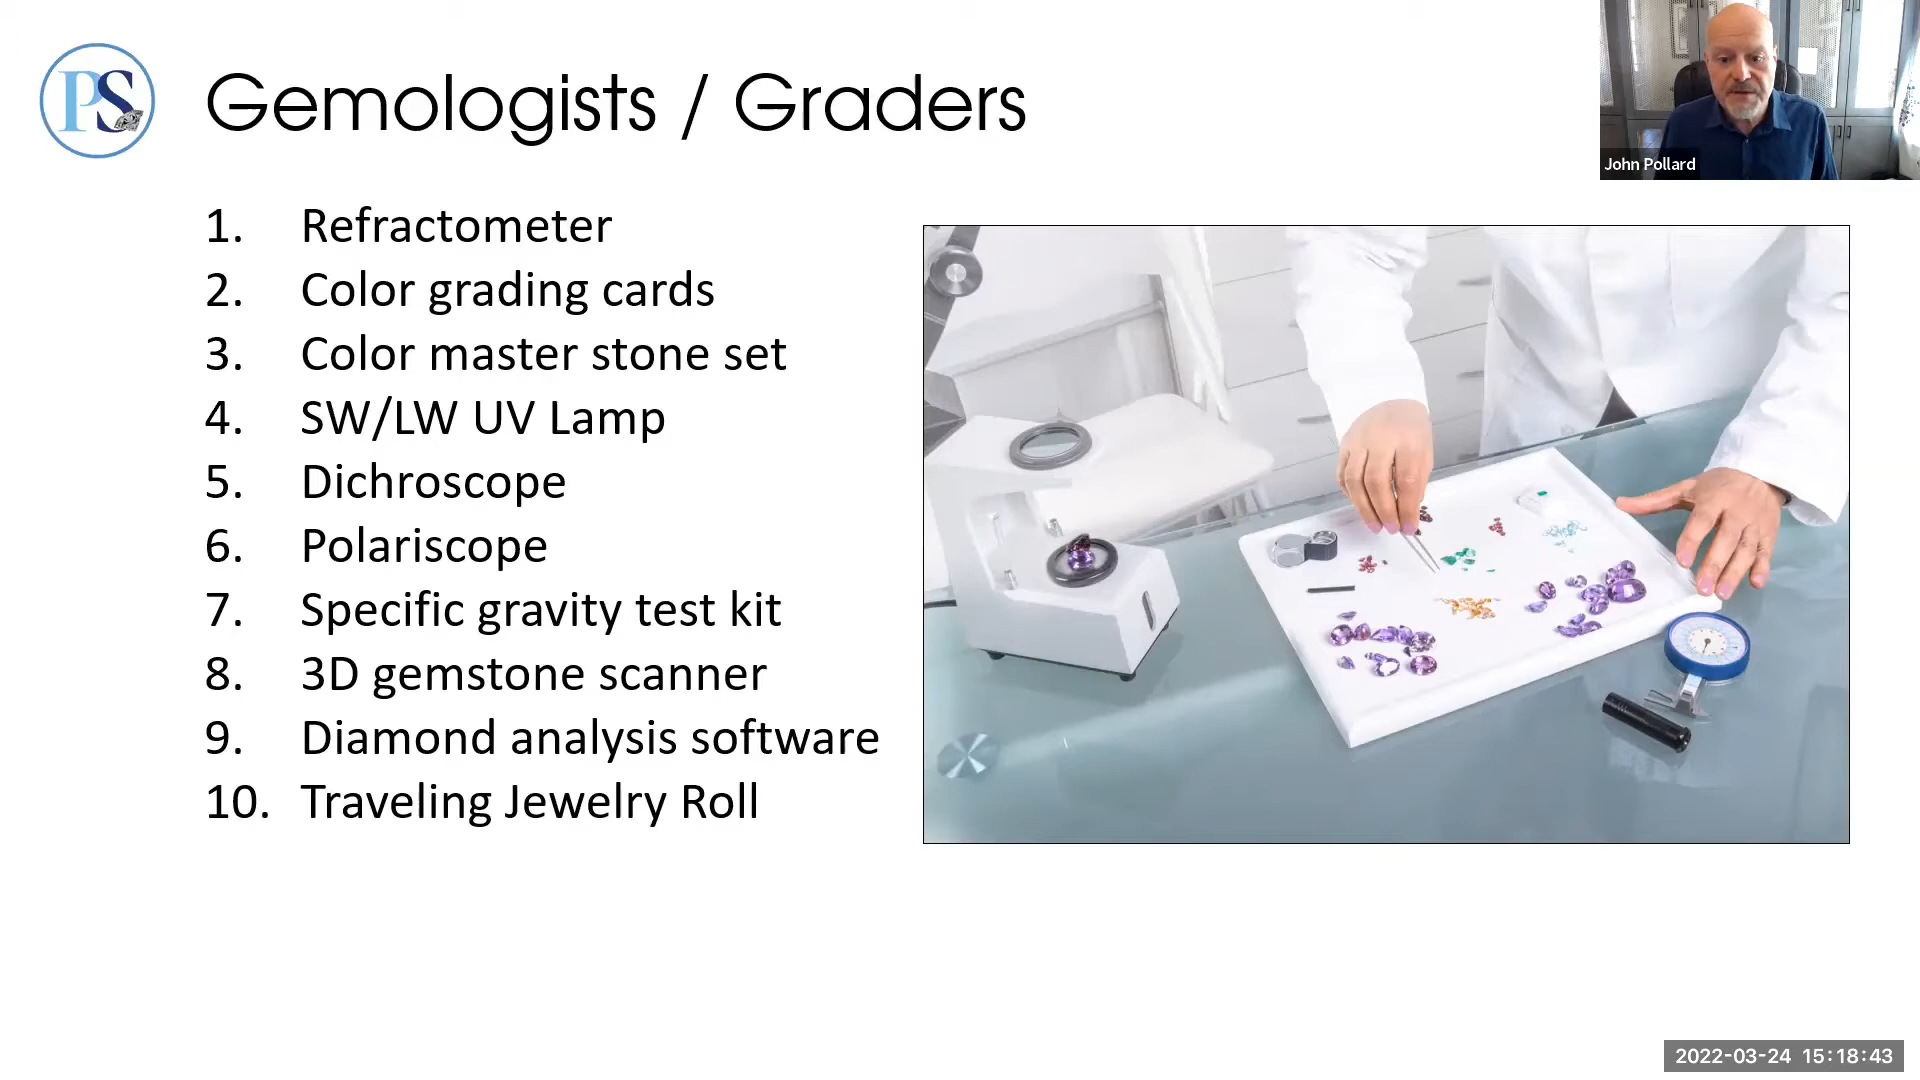 PS
Gemologists / Graders
John Pollard
1. Refractometer
2. Color grading cards
3. Color master stone set
4. SW/LW UV Lamp
5. Dichroscope
6. Polariscope
7. Specific gravity test kit
8. 3D gemstone scanner
9. Diamond analysis software
10. Traveling Jewelry Roll
2022-03-24 15:18:43